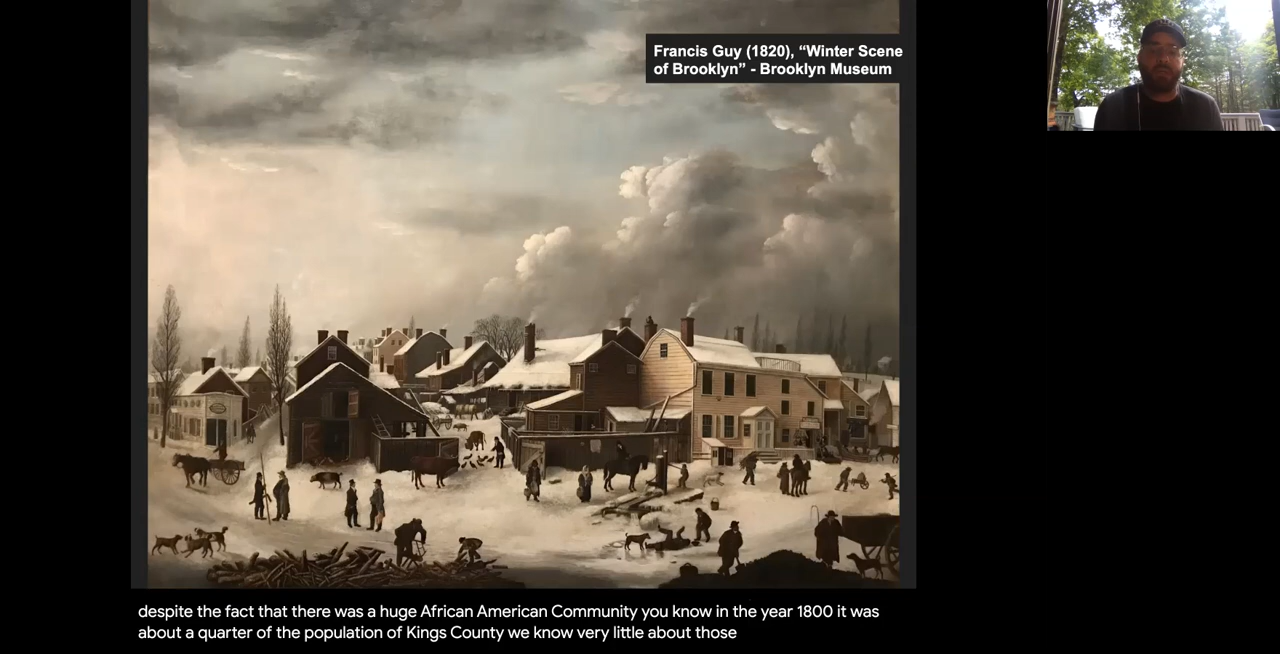 Francis Guy (1820), “Winter Scene
of Brooklyn” - Brooklyn Museum
despite the fact that there was a huge African American Community you know in the year 1800 it was
about a quarter of the population of Kings County we know very little about those